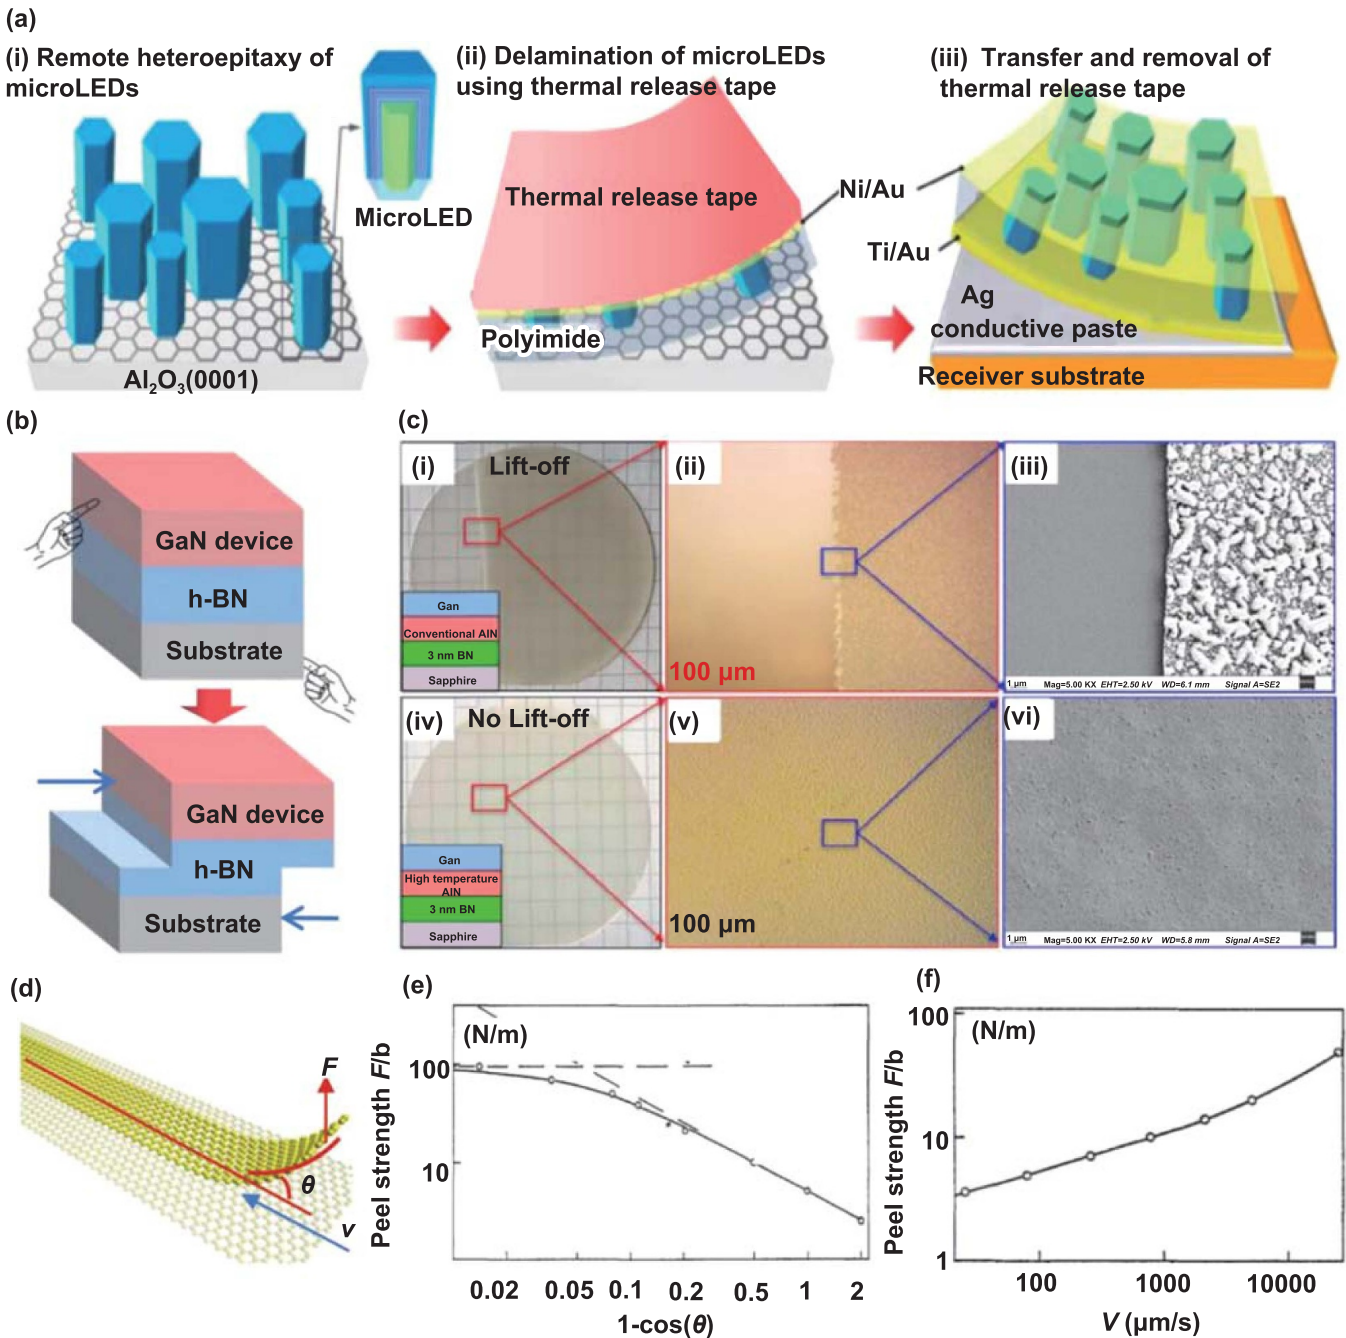 (a)
(i) Remote heteroepitaxy of
microLEDs
MicroLED
Al₂O₃(0001)
(ii) Delamination of microLEDs
using thermal release tape
Thermal release tape
Polyimide
Ni/Au
Ti/Au
(iii) Transfer and removal of
thermal release tape
Ag
conductive paste
Receiver substrate
(b)
GaN device
h-BN
Substrate
GaN device
h-BN
Substrate
(c)
(i) Lift-off
Gan
Conventional AlN
3 nm BN
Sapphire
(ii)
100 µm
(iii)
1 µm Mag=5.00 KX EHT=2.50 kV WD=6.1 mm Signal A=SE2
(iv) No Lift-off
Gan
High temperature
AlN
3 nm BN
Sapphire
(v)
100 µm
(vi)
1 µm Mag=5.00 KX EHT=2.50 kV WD=5.8 mm Signal A=SE2
(d)
F
θ
v
(e)
(N/m)
Peel strength F/b
100
10
0.02 0.05 0.1 0.2 0.5 1 2
1-cos(θ)
(f)
(N/m)
Peel strength F/b
100
10
1
100 1000 10000
V (µm/s)